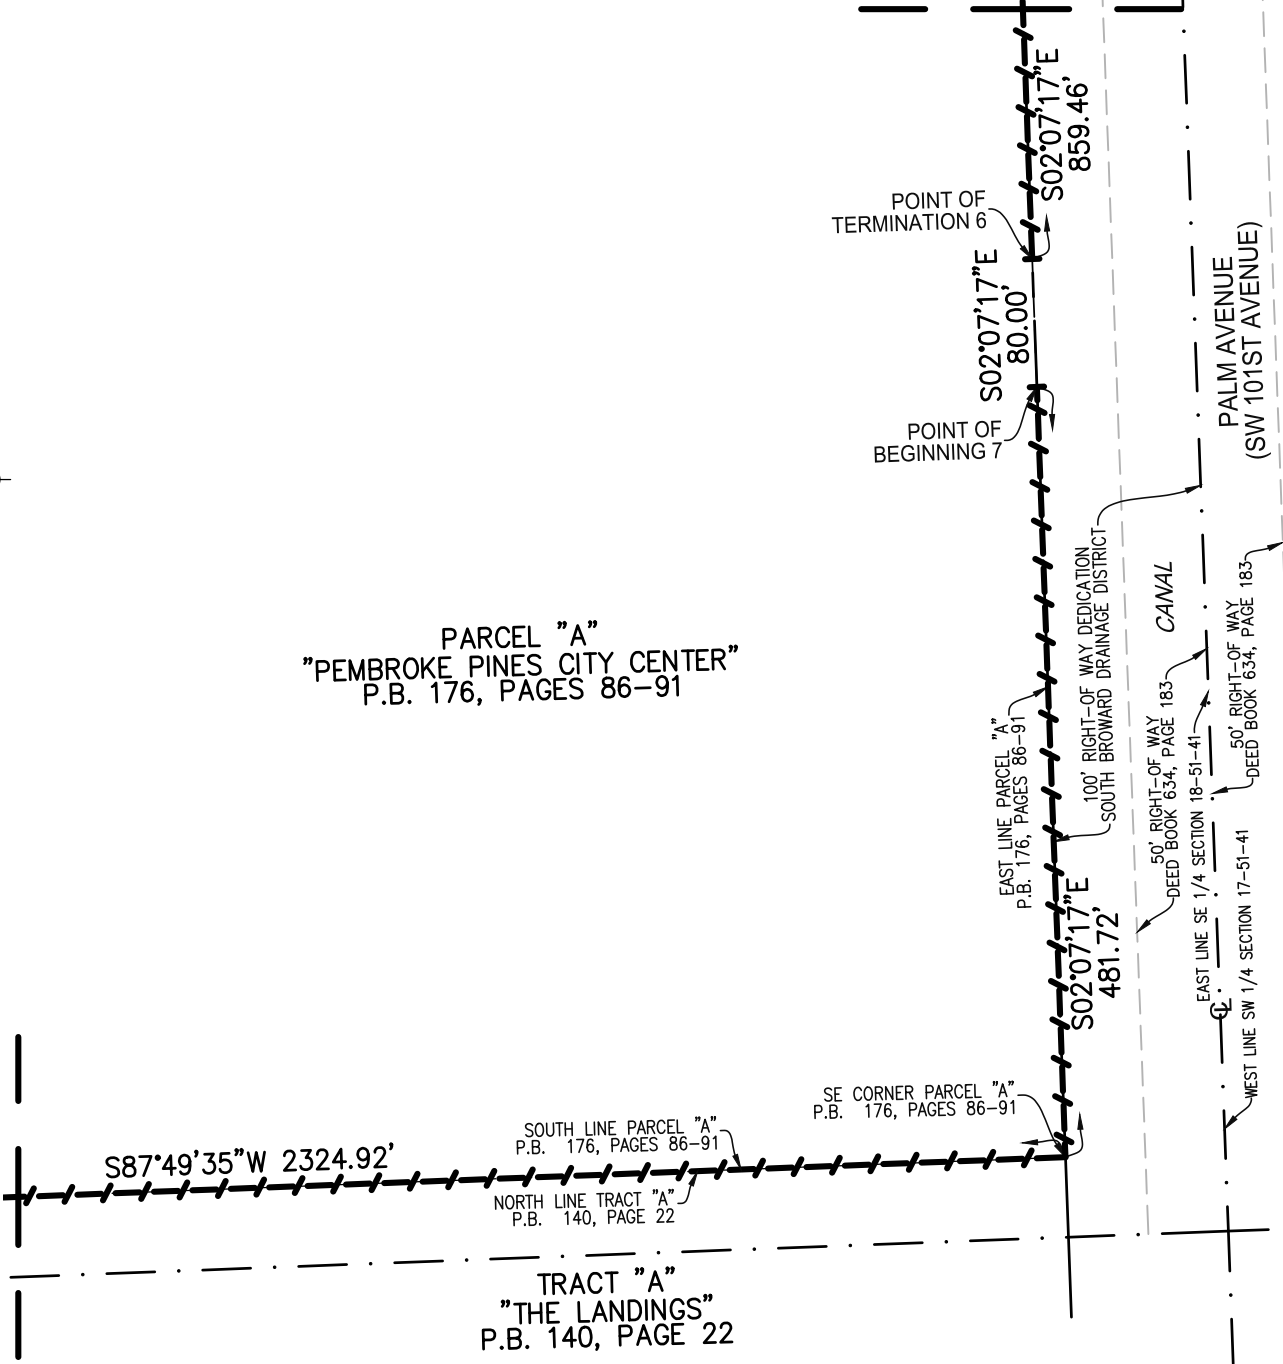 S02°07'17"E
859.46'
POINT OF
TERMINATION 6
S02°07'17"E
80.00'
PALM AVENUE
(SW 101ST AVENUE)
POINT OF
BEGINNING 7
100' RIGHT-OF WAY DEDICATION
SOUTH BROWARD DRAINAGE DISTRICT
CANAL
PARCEL "A"
"PEMBROKE PINES CITY CENTER"
P.B. 176, PAGES 86-91
EAST LINE PARCEL "A"
P.B. 176, PAGES 86-91
50' RIGHT-OF WAY
DEED BOOK 634, PAGE 183
50' RIGHT-OF WAY
DEED BOOK 634, PAGE 183
EAST LINE SE 1/4 SECTION 18-51-41
WEST LINE SW 1/4 SECTION 17-51-41
CL
S02°07'17"E
481.72'
SE CORNER PARCEL "A"
P.B. 176, PAGES 86-91
SOUTH LINE PARCEL "A"
P.B. 176, PAGES 86-91
S87°49'35"W 2324.92'
NORTH LINE TRACT "A"
P.B. 140, PAGE 22
TRACT "A"
"THE LANDINGS"
P.B. 140, PAGE 22